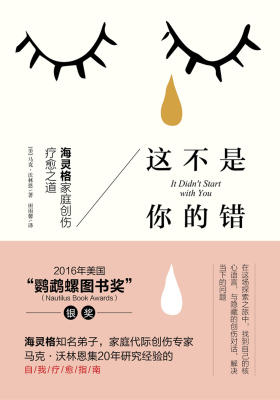 这不是
It Didn't Start
with You
你的错
海灵格家庭创伤
疗愈之道
[美]马克·沃林恩◎著
田雨馨◎译
在这场探索之旅中，找到自己的核
心语言，与隐藏的创伤对话，解决
当下的问题
2016年美国
“鹦鹉螺图书奖”
(Nautilus Book Awards)
银奖
海灵格知名弟子，家庭代际创伤专家
马克·沃林恩集20年研究经验的
自/我/疗/愈/指/南